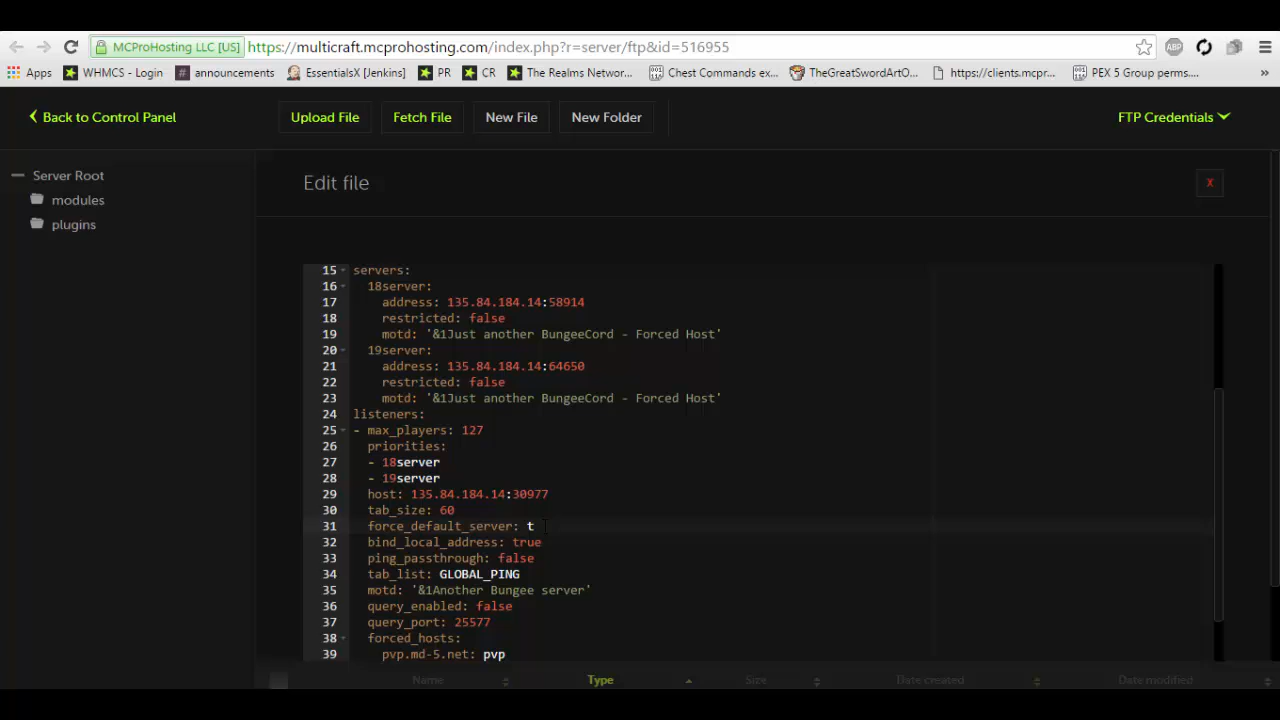 MCProHosting LLC [US] https://multicraft.mcprohosting.com/index.php?r=server/ftp&id=516955 ABP
Apps WHMCS - Login # announcements EssentialsX [Jenkins] PR CR The Realms Networ... Chest Commands ex... TheGreatSwordArtO... https://clients.mcpr... PEX 5 Group perms.... »
Back to Control Panel Upload File Fetch File New File New Folder FTP Credentials
Server Root
modules
plugins
Edit file X
15 servers:
16 18server:
17 address: 135.84.184.14:58914
18 restricted: false
19 motd: '&1Just another BungeeCord - Forced Host'
20 19server:
21 address: 135.84.184.14:64650
22 restricted: false
23 motd: '&1Just another BungeeCord - Forced Host'
24 listeners:
25 - max_players: 127
26 priorities:
27 - 18server
28 - 19server
29 host: 135.84.184.14:30977
30 tab_size: 60
31 force_default_server: t
32 bind_local_address: true
33 ping_passthrough: false
34 tab_list: GLOBAL_PING
35 motd: '&1Another Bungee server'
36 query_enabled: false
37 query_port: 25577
38 forced_hosts:
39 pvp.md-5.net: pvp
Name Type Size Date created Date modified